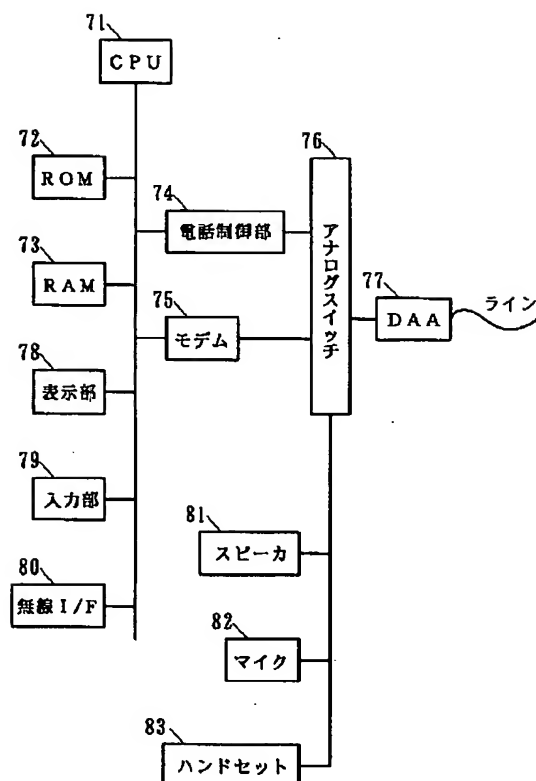 71
CPU
72
ROM
73
RAM
78
表示部
79
入力部
80
無線I/F
74
電話制御部
75
モデム
76
アナログスイッチ
77
DAA
ライン
81
スピーカ
82
マイク
83
ハンドセット